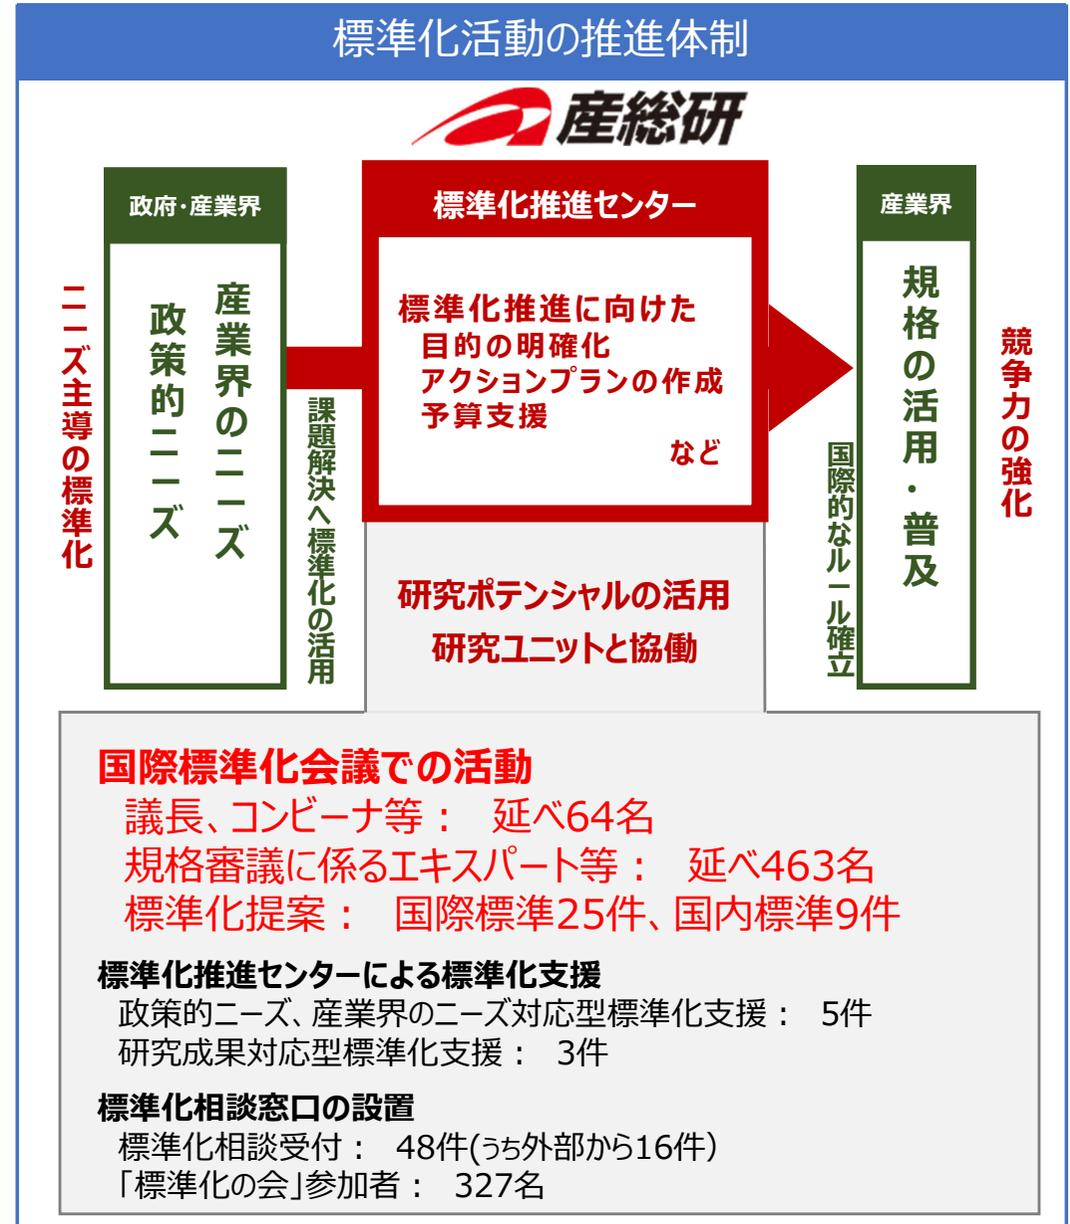 標準化活動の推進体制
産総研
政府・産業界
産業界のニーズ
政策的ニーズ
ニーズ主導の標準化
課題解決へ標準化の活用
標準化推進センター
標準化推進に向けた
目的の明確化
アクションプランの作成
予算支援
など
産業界
規格の活用・普及
国際的なルール確立
競争力の強化
研究ポテンシャルの活用
研究ユニットと協働
国際標準化会議での活動
議長、コンビーナ等： 延べ64名
規格審議に係るエキスパート等： 延べ463名
標準化提案： 国際標準25件、国内標準9件
標準化推進センターによる標準化支援
政策的ニーズ、産業界のニーズ対応型標準化支援： 5件
研究成果対応型標準化支援： 3件
標準化相談窓口の設置
標準化相談受付： 48件(うち外部から16件）
「標準化の会」参加者： 327名